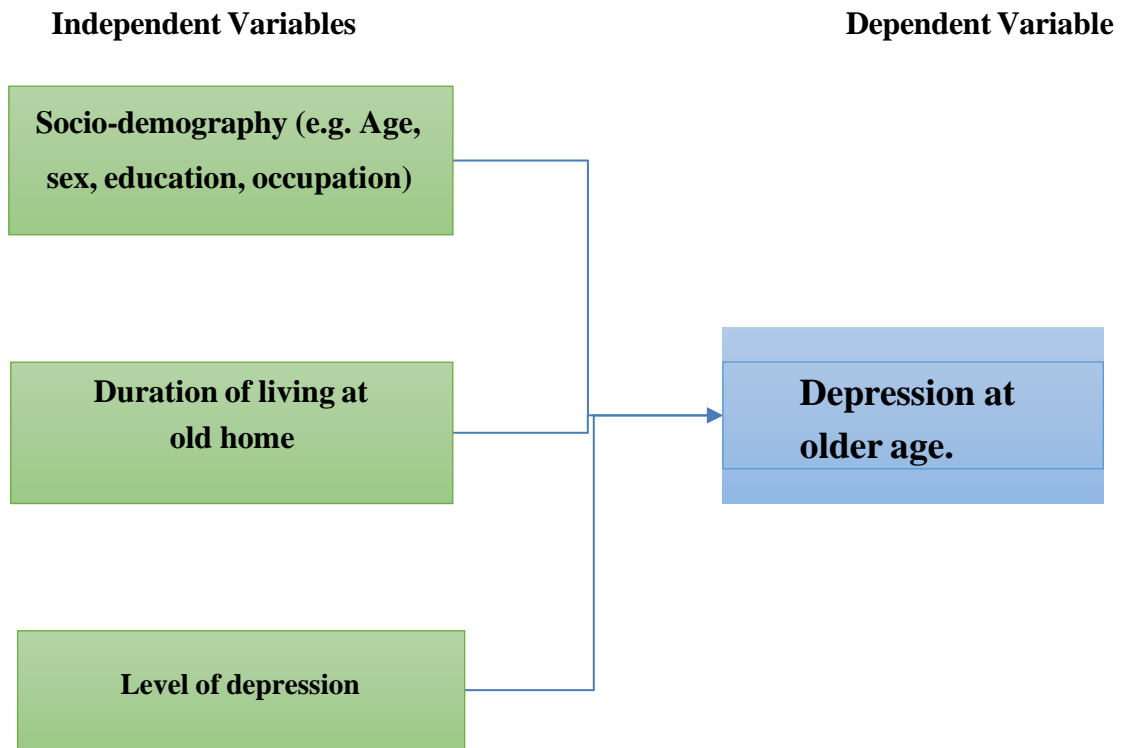 Independent Variables
Dependent Variable
Socio-demography (e.g. Age,
sex, education, occupation)
Duration of living at
old home
Depression at
older age.
Level of depression